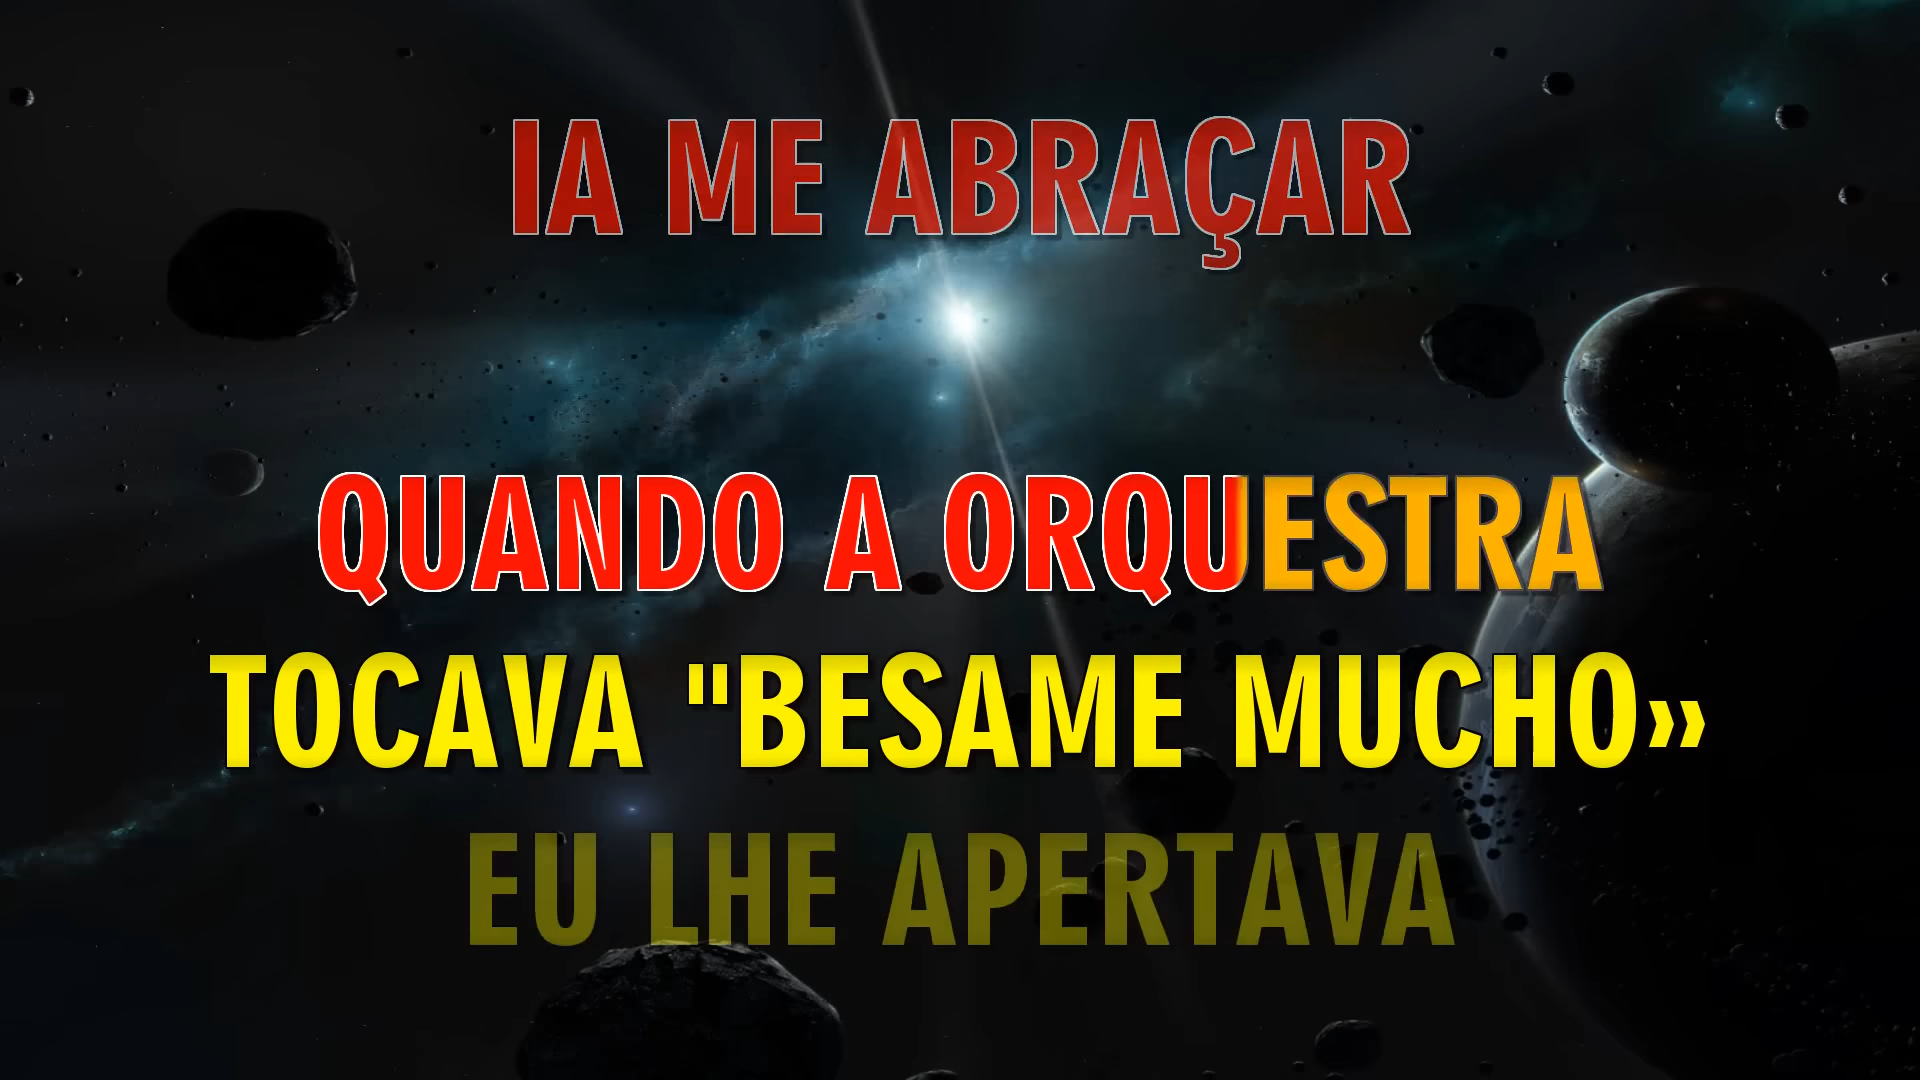 IA ME ABRAÇAR
QUANDO A ORQUESTRA
TOCAVA "BESAME MUCHO»
EU LHE APERTAVA